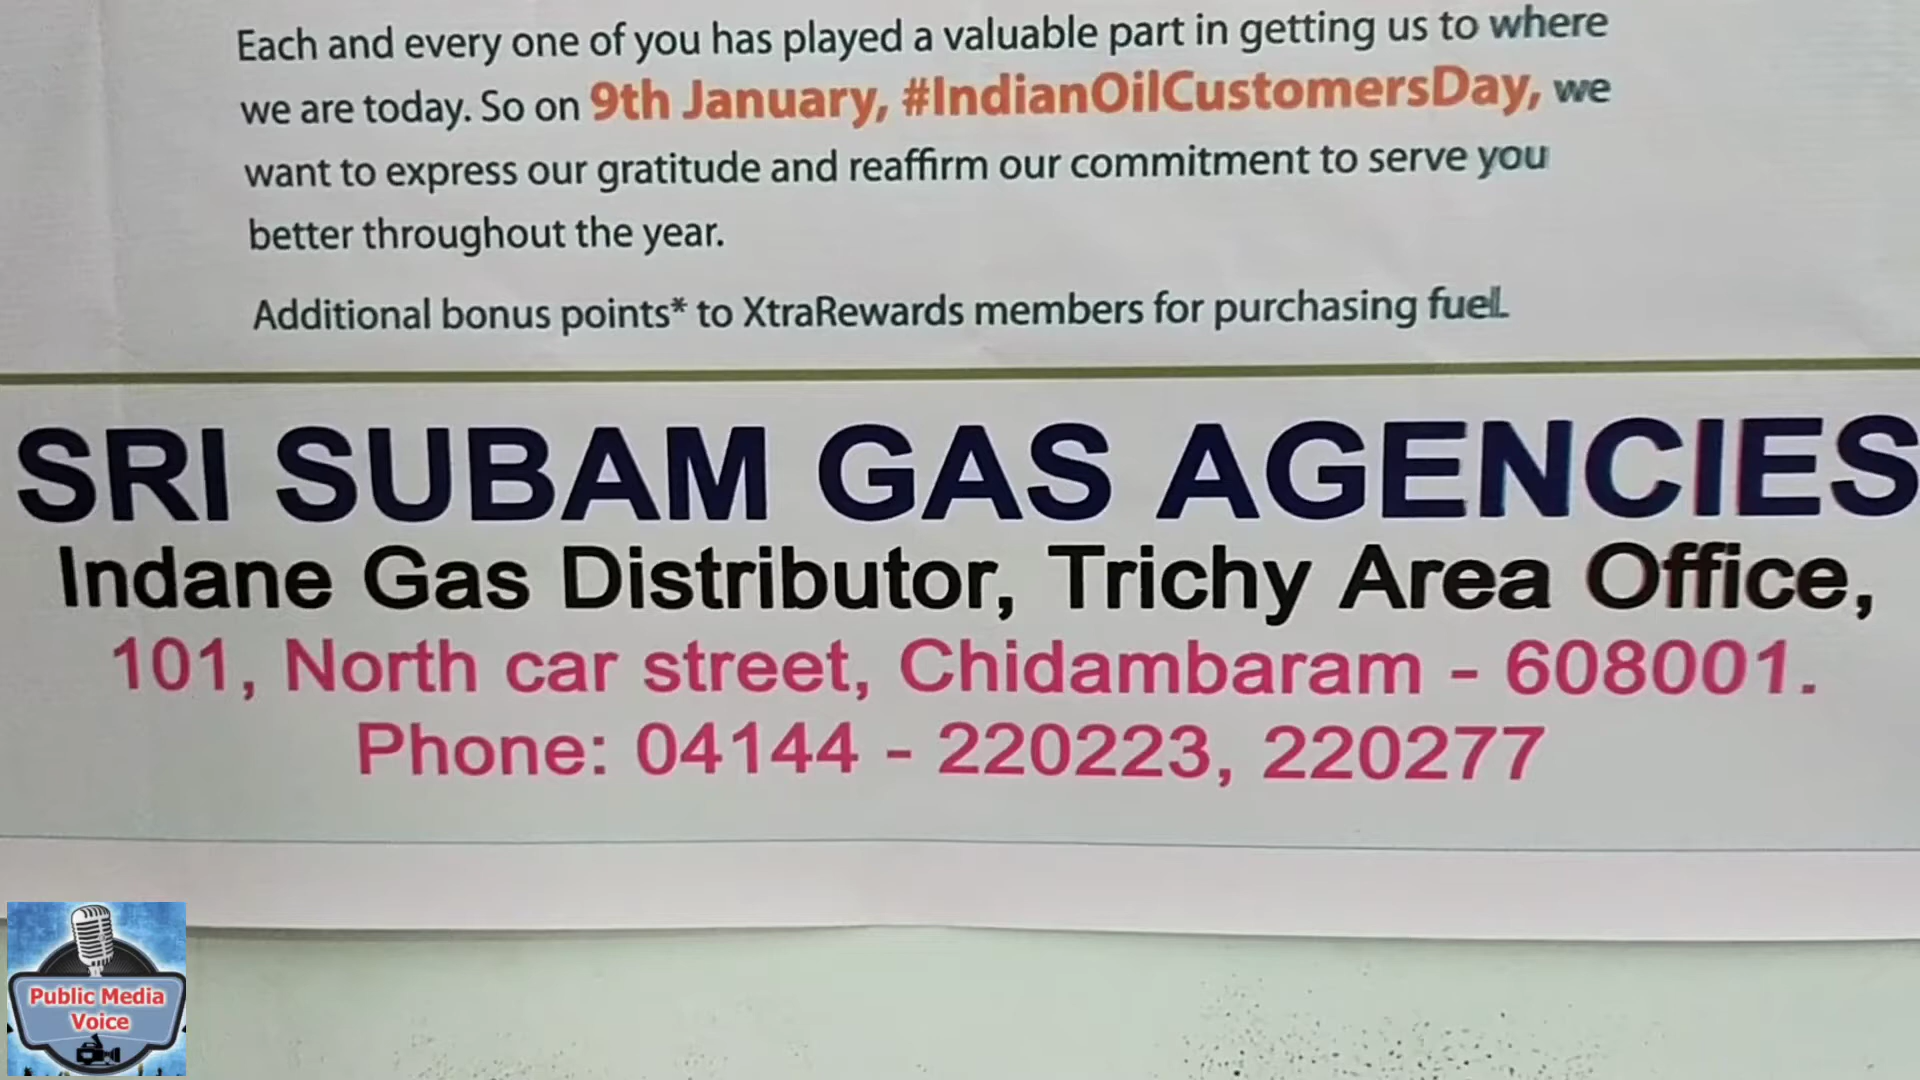 Each and every one of you has played a valuable part in getting us to where
we are today. So on 9th January, #IndianOilCustomersDay, we
want to express our gratitude and reaffirm our commitment to serve you
better throughout the year.
Additional bonus points* to XtraRewards members for purchasing fuel.
SRI SUBAM GAS AGENCIES
Indane Gas Distributor, Trichy Area Office,
101, North car street, Chidambaram - 608001.
Phone: 04144 - 220223, 220277
Public Media
Voice